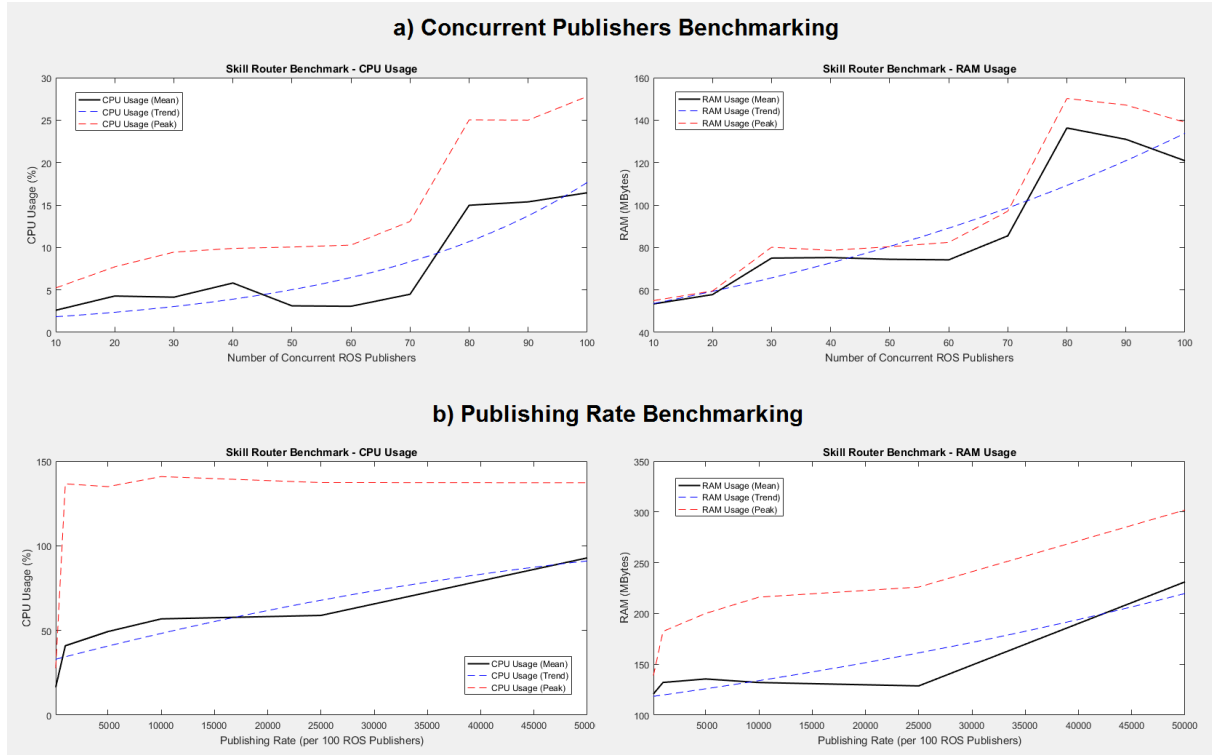 a) Concurrent Publishers Benchmarking
Skill Router Benchmark - CPU Usage
30
25
20
15
10
5
0
CPU Usage (%)
CPU Usage (Mean)
CPU Usage (Trend)
CPU Usage (Peak)
10 20 30 40 50 60 70 80 90 100
Number of Concurrent ROS Publishers
Skill Router Benchmark - RAM Usage
160
140
120
100
80
60
40
RAM (MBytes)
RAM Usage (Mean)
RAM Usage (Trend)
RAM Usage (Peak)
10 20 30 40 50 60 70 80 90 100
Number of Concurrent ROS Publishers
b) Publishing Rate Benchmarking
Skill Router Benchmark - CPU Usage
150
100
50
0
CPU Usage (%)
CPU Usage (Mean)
CPU Usage (Trend)
CPU Usage (Peak)
5000 10000 15000 20000 25000 30000 35000 40000 45000 50000
Publishing Rate (per 100 ROS Publishers)
Skill Router Benchmark - RAM Usage
350
300
250
200
150
100
RAM (MBytes)
RAM Usage (Mean)
RAM Usage (Trend)
RAM Usage (Peak)
5000 10000 15000 20000 25000 30000 35000 40000 45000 50000
Publishing Rate (per 100 ROS Publishers)